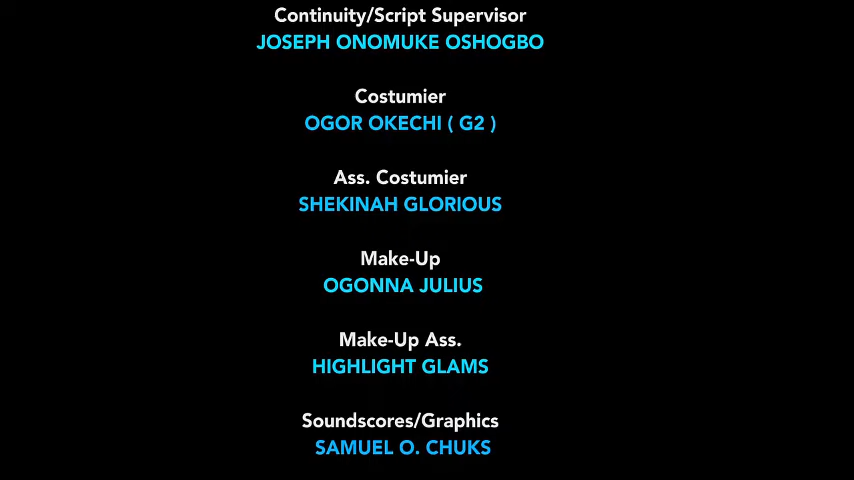 Continuity/Script Supervisor
JOSEPH ONOMUKE OSHOGBO
Costumier
OGOR OKECHI ( G2 )
Ass. Costumier
SHEKINAH GLORIOUS
Make-Up
OGONNA JULIUS
Make-Up Ass.
HIGHLIGHT GLAMS
Soundscores/Graphics
SAMUEL O. CHUKS